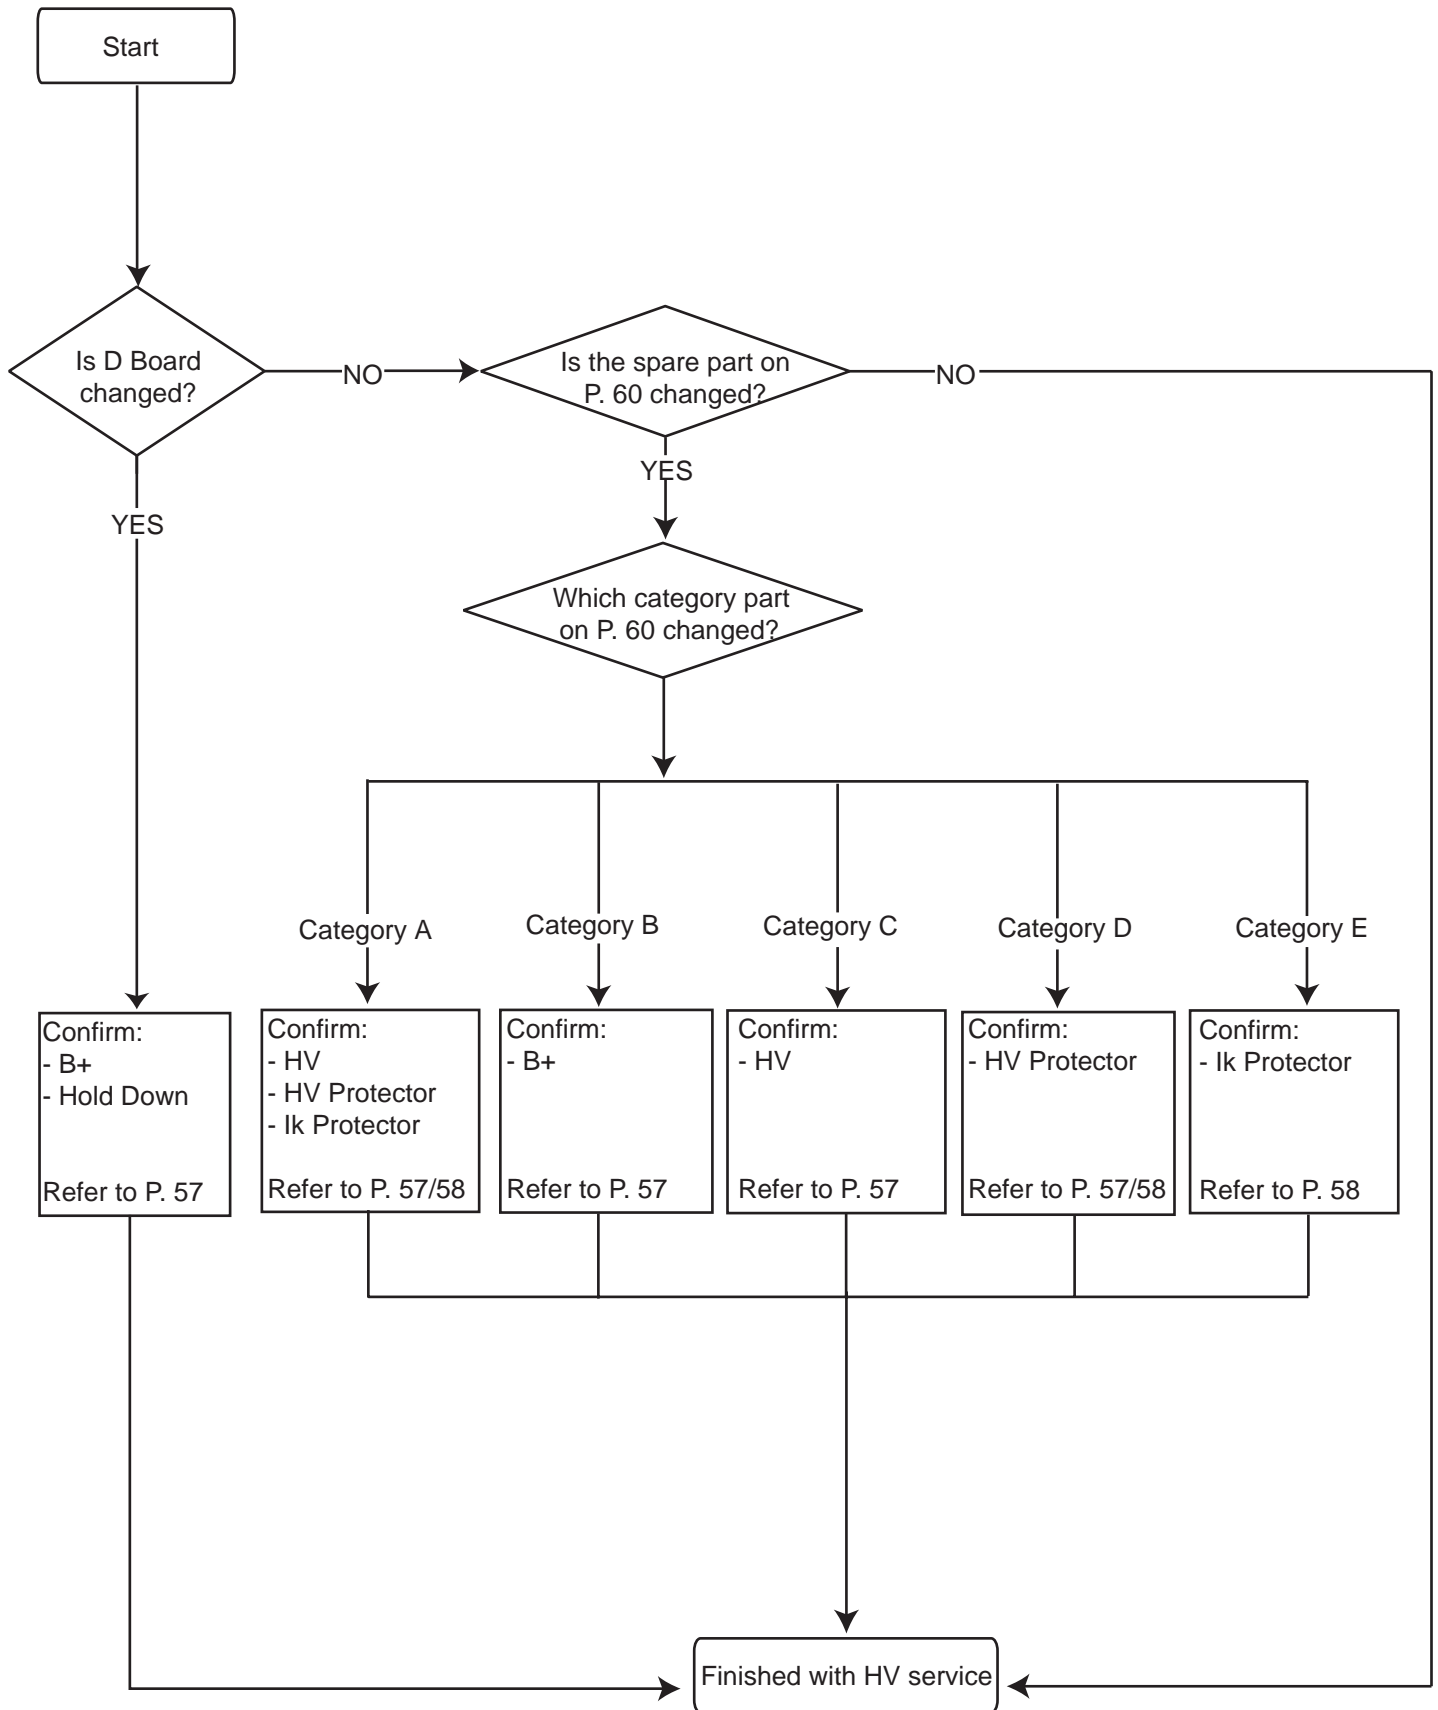 Start
Is D Board
changed?
NO
Is the spare part on
P. 60 changed?
NO
YES
YES
Which category part
on P. 60 changed?
Category A
Category B
Category C
Category D
Category E
Confirm:
- B+
- Hold Down
Refer to P. 57
Confirm:
- HV
- HV Protector
- Ik Protector
Refer to P. 57/58
Confirm:
- B+
Refer to P. 57
Confirm:
- HV
Refer to P. 57
Confirm:
- HV Protector
Refer to P. 57/58
Confirm:
- Ik Protector
Refer to P. 58
Finished with HV service